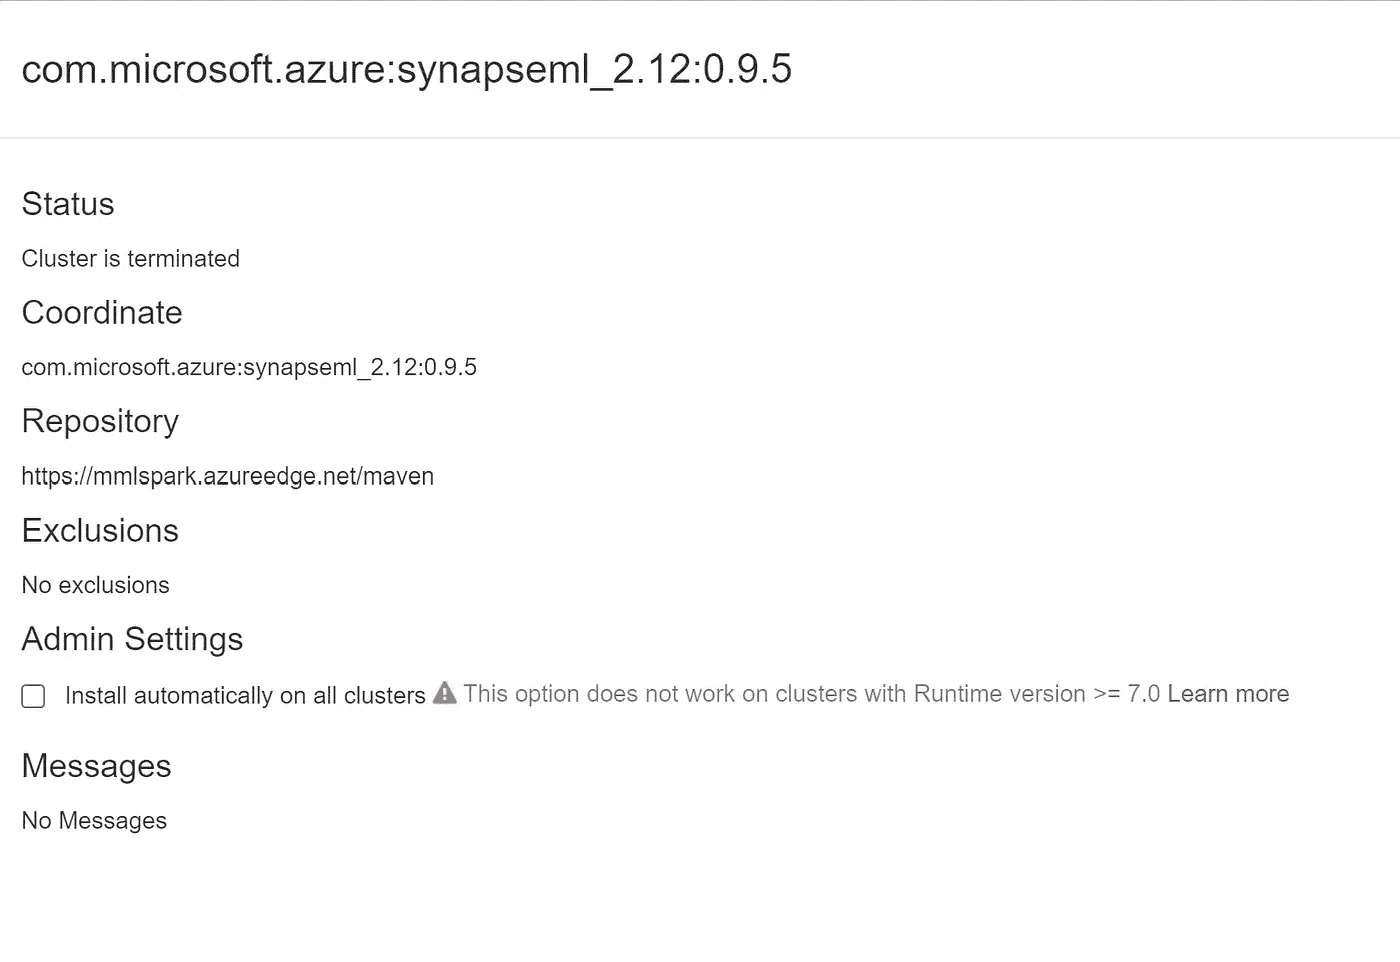 com.microsoft.azure:synapseml_2.12:0.9.5
Status
Cluster is terminated
Coordinate
com.microsoft.azure:synapseml_2.12:0.9.5
Repository
https://mmlspark.azureedge.net/maven
Exclusions
No exclusions
Admin Settings
Install automatically on all clusters This option does not work on clusters with Runtime version >= 7.0 Learn more
Messages
No Messages